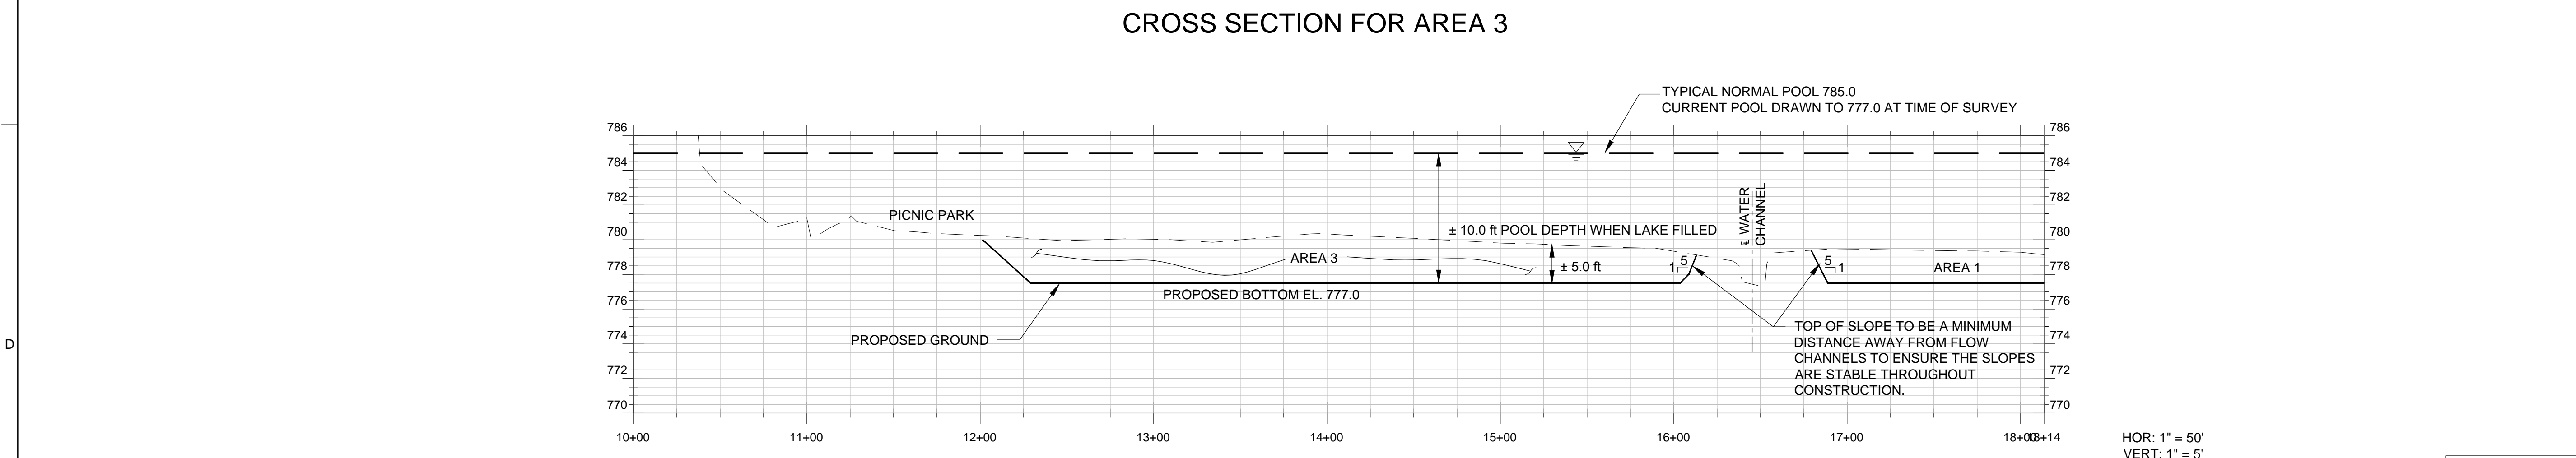 CROSS SECTION FOR AREA 3
TYPICAL NORMAL POOL 785.0
CURRENT POOL DRAWN TO 777.0 AT TIME OF SURVEY
786
784
782
780
778
776
774
772
770
786
784
782
780
778
776
774
772
770
PICNIC PARK
± 10.0 ft POOL DEPTH WHEN LAKE FILLED
℄ WATER
CHANNEL
AREA 3
± 5.0 ft
1
5
5
1
AREA 1
PROPOSED BOTTOM EL. 777.0
PROPOSED GROUND
TOP OF SLOPE TO BE A MINIMUM
DISTANCE AWAY FROM FLOW
CHANNELS TO ENSURE THE SLOPES
ARE STABLE THROUGHOUT
CONSTRUCTION.
D
10+00
11+00
12+00
13+00
14+00
15+00
16+00
17+00
18+00
18+14
HOR: 1" = 50'
VERT: 1" = 5'